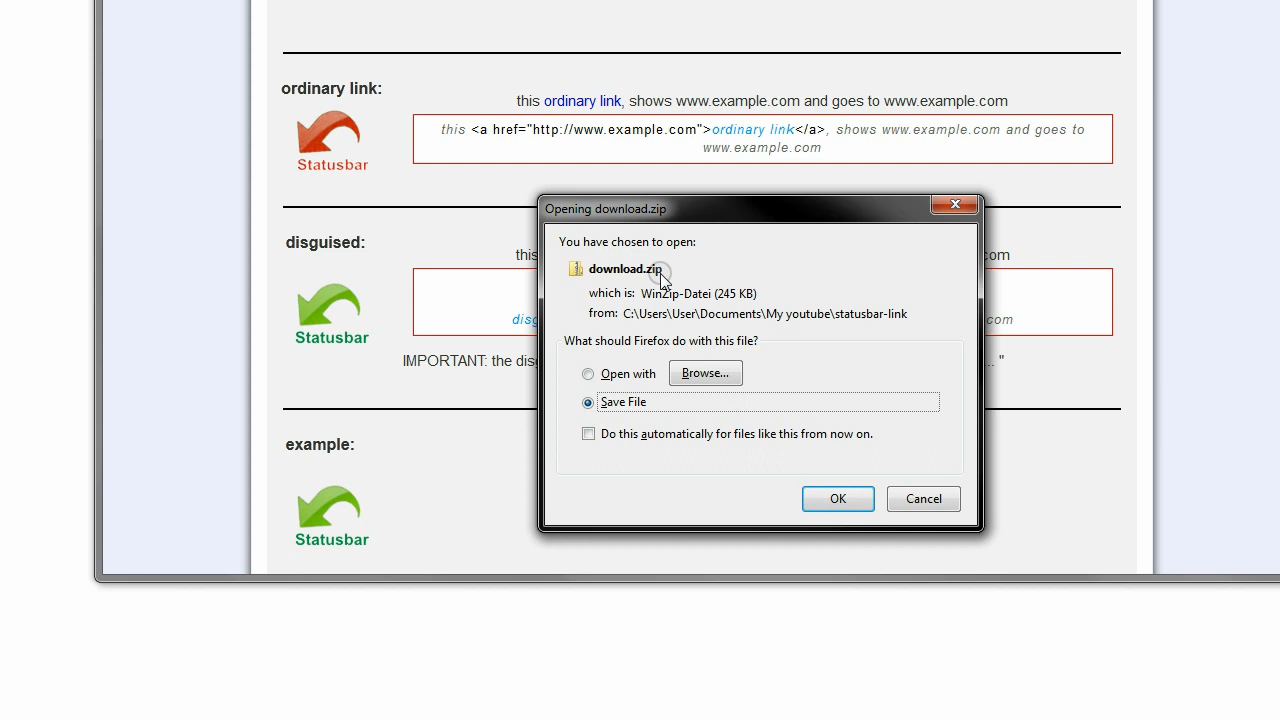 ordinary link:
this ordinary link, shows www.example.com and goes to www.example.com
Statusbar
this <a href="http://www.example.com">ordinary link</a>, shows www.example.com and goes to
www.example.com
Opening download.zip
You have chosen to open:
download.zip
which is: WinZip-Datei (245 KB)
from: C:\Users\User\Documents\My youtube\statusbar-link
What should Firefox do with this file?
Open with Browse...
Save File
Do this automatically for files like this from now on.
OK Cancel
disguised:
this
.com
Statusbar
IMPORTANT: the
... "
example:
Statusbar